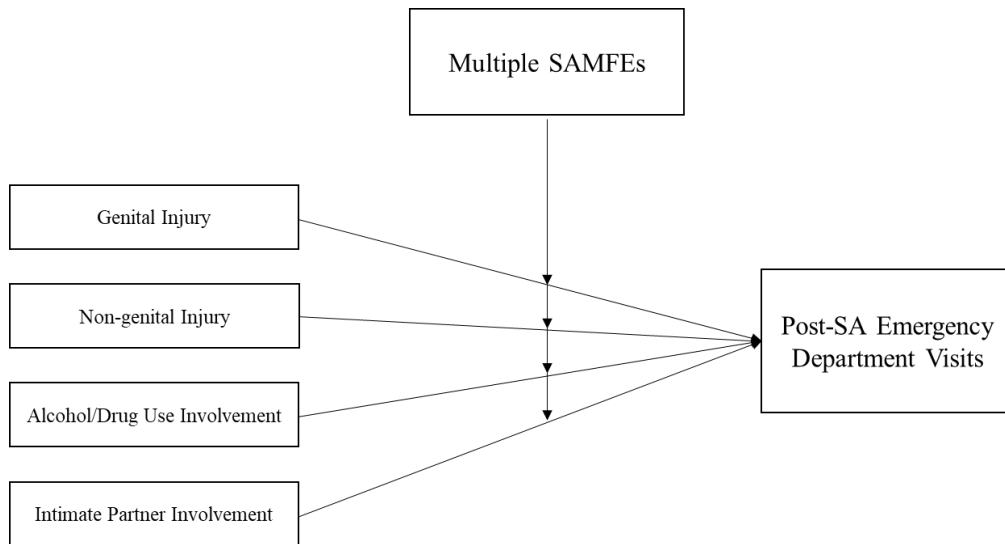 Multiple SAMFEs
Genital Injury
Non-genital Injury
Post-SA Emergency
Department Visits
Alcohol/Drug Use Involvement
Intimate Partner Involvement